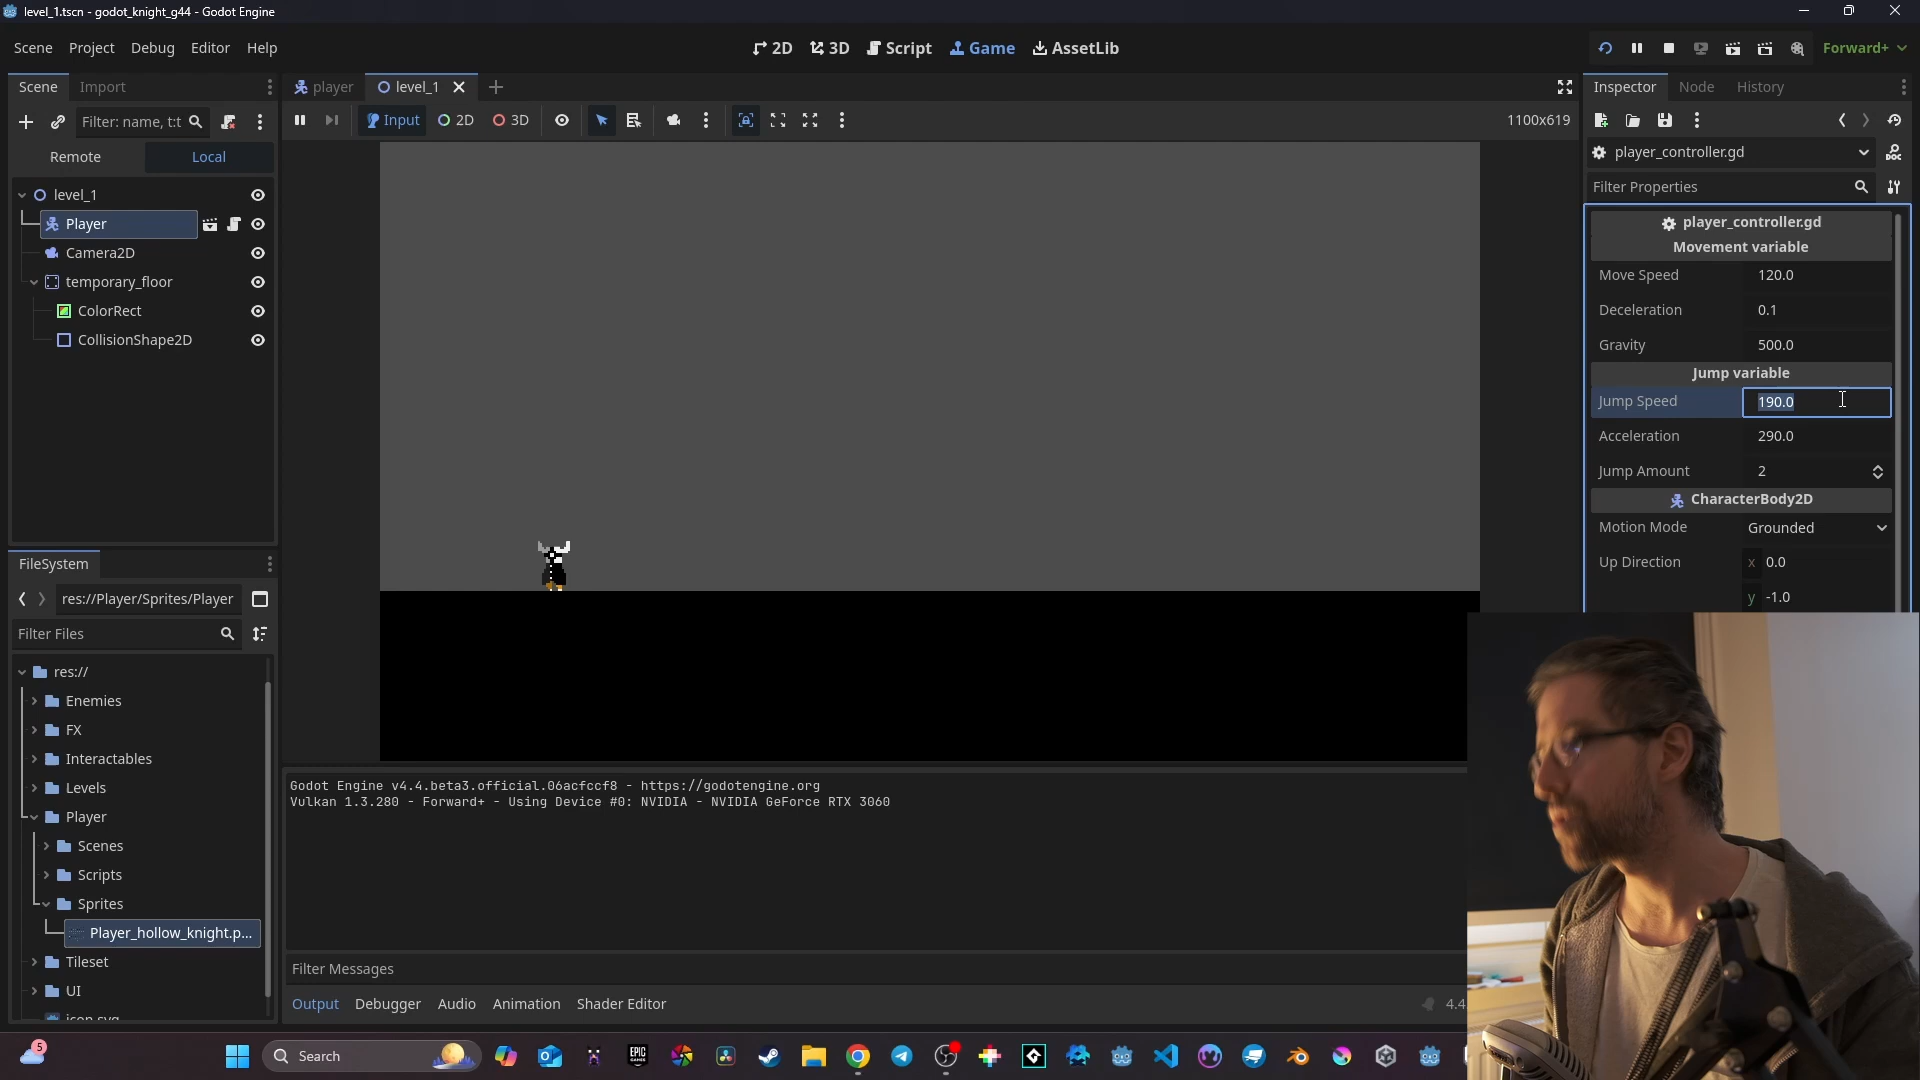 level_1.tscn - godot_knight_g44 - Godot Engine
Scene Project Debug Editor Help
2D 3D Script Game AssetLib
Forward+
Scene Import
player level_1
Inspector Node History
Filter: name, t:t
Input 2D 3D
1100x619
Remote Local
player_controller.gd
Filter Properties
level_1
Player
Camera2D
temporary_floor
ColorRect
CollisionShape2D
player_controller.gd
Movement variable
Move Speed 120.0
Deceleration 0.1
Gravity 500.0
Jump variable
Jump Speed 190.0
Acceleration 290.0
Jump Amount 2
CharacterBody2D
Motion Mode Grounded
Up Direction x 0.0
y -1.0
FileSystem
res://Player/Sprites/Player
Filter Files
res://
Enemies
FX
Interactables
Levels
Player
Scenes
Scripts
Sprites
Player_hollow_knight.p...
Tileset
UI
icon.svg
Godot Engine v4.4.beta3.official.06acfccf8 - https://godotengine.org
Vulkan 1.3.280 - Forward+ - Using Device #0: NVIDIA - NVIDIA GeForce RTX 3060
Filter Messages
Output Debugger Audio Animation Shader Editor
4.4
5
Search
EPIC GAMES